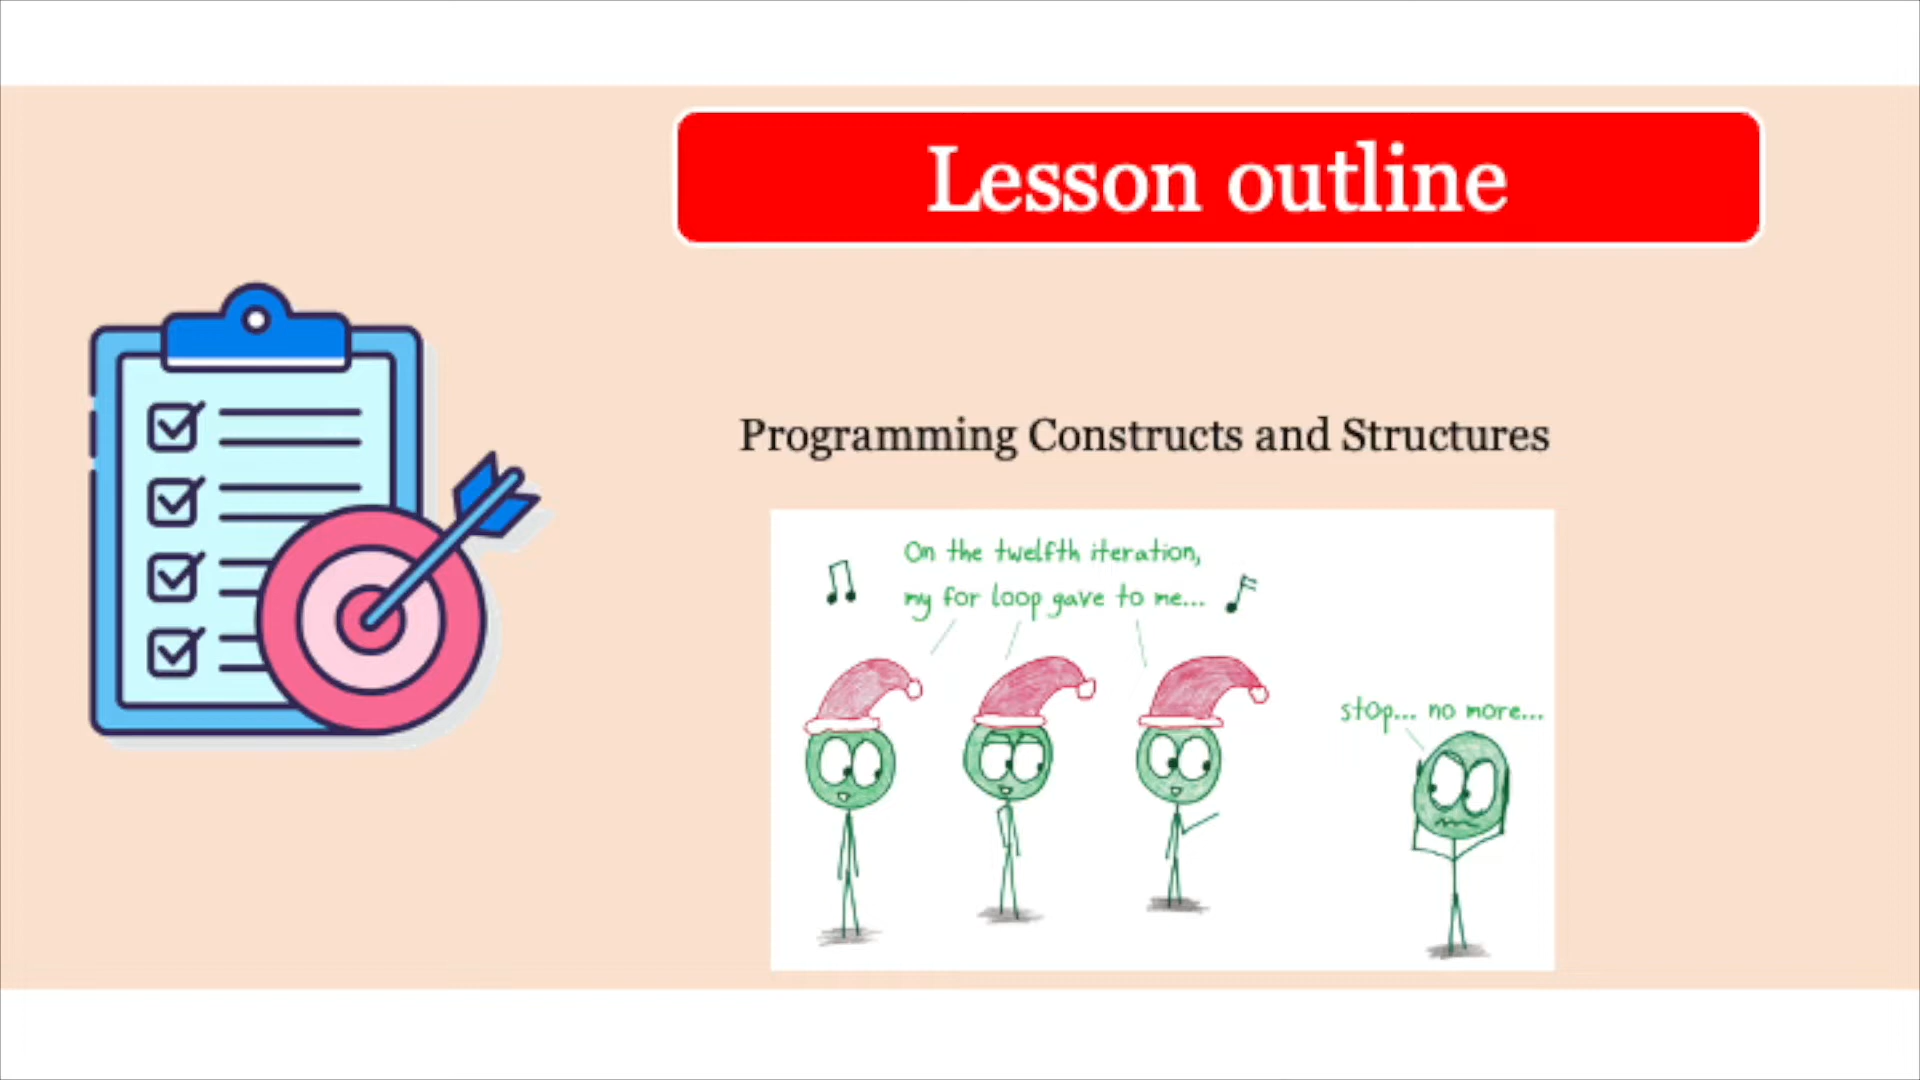 Lesson outline
Programming Constructs and Structures
On the twelfth iteration,
my for loop gave to me...
stop... no more...